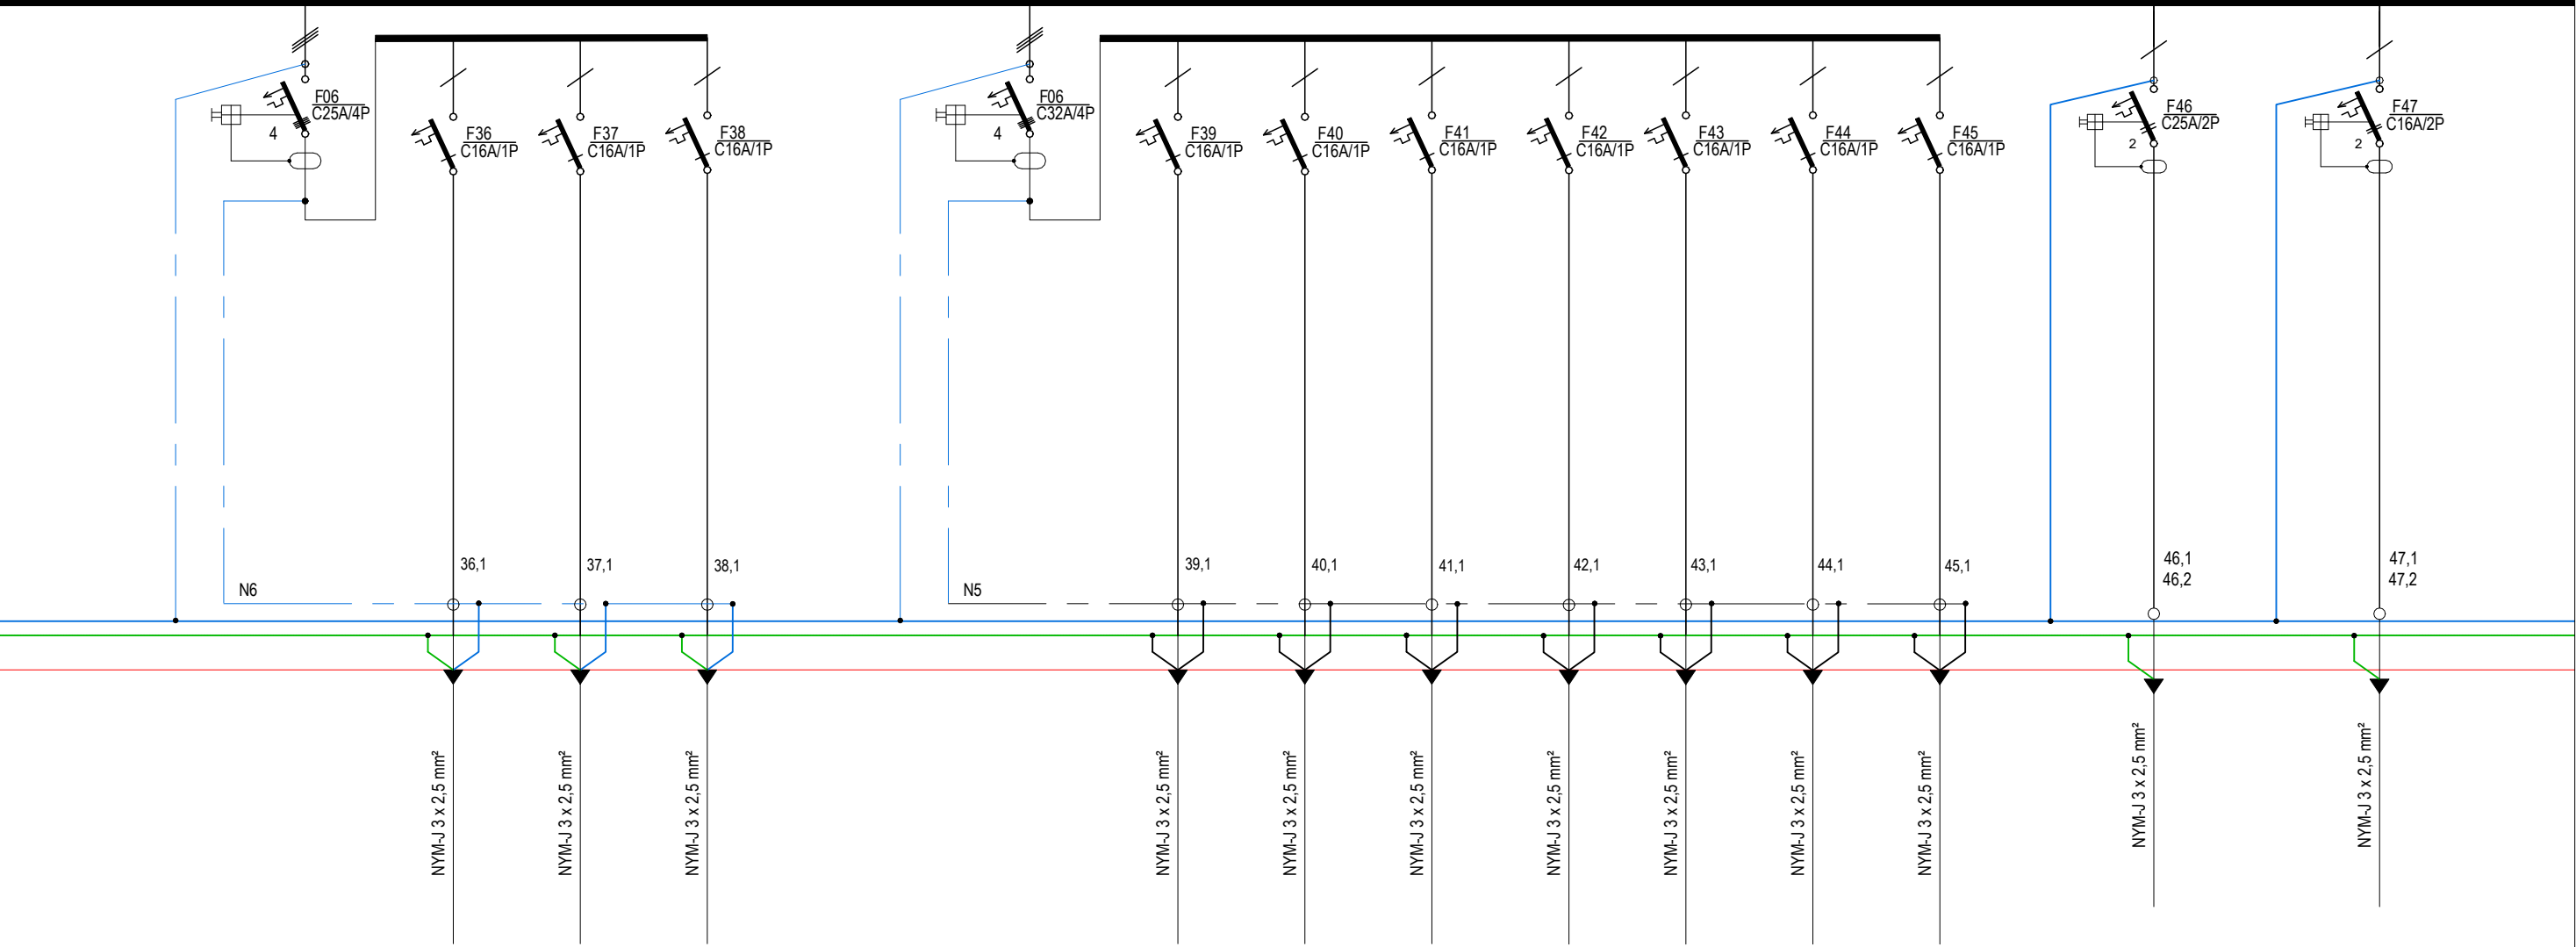 F06
C25A/4P
4
F36
C16A/1P
F37
C16A/1P
F38
C16A/1P
F06
C32A/4P
4
F39
C16A/1P
F40
C16A/1P
F41
C16A/1P
F42
C16A/1P
F43
C16A/1P
F44
C16A/1P
F45
C16A/1P
F46
C25A/2P
2
F47
C16A/2P
2
N6
36,1
37,1
38,1
N5
39,1
40,1
41,1
42,1
43,1
44,1
45,1
46,1
46,2
47,1
47,2
NYM-J 3 x 2,5 mm²
NYM-J 3 x 2,5 mm²
NYM-J 3 x 2,5 mm²
NYM-J 3 x 2,5 mm²
NYM-J 3 x 2,5 mm²
NYM-J 3 x 2,5 mm²
NYM-J 3 x 2,5 mm²
NYM-J 3 x 2,5 mm²
NYM-J 3 x 2,5 mm²
NYM-J 3 x 2,5 mm²
NYM-J 3 x 2,5 mm²
NYM-J 3 x 2,5 mm²